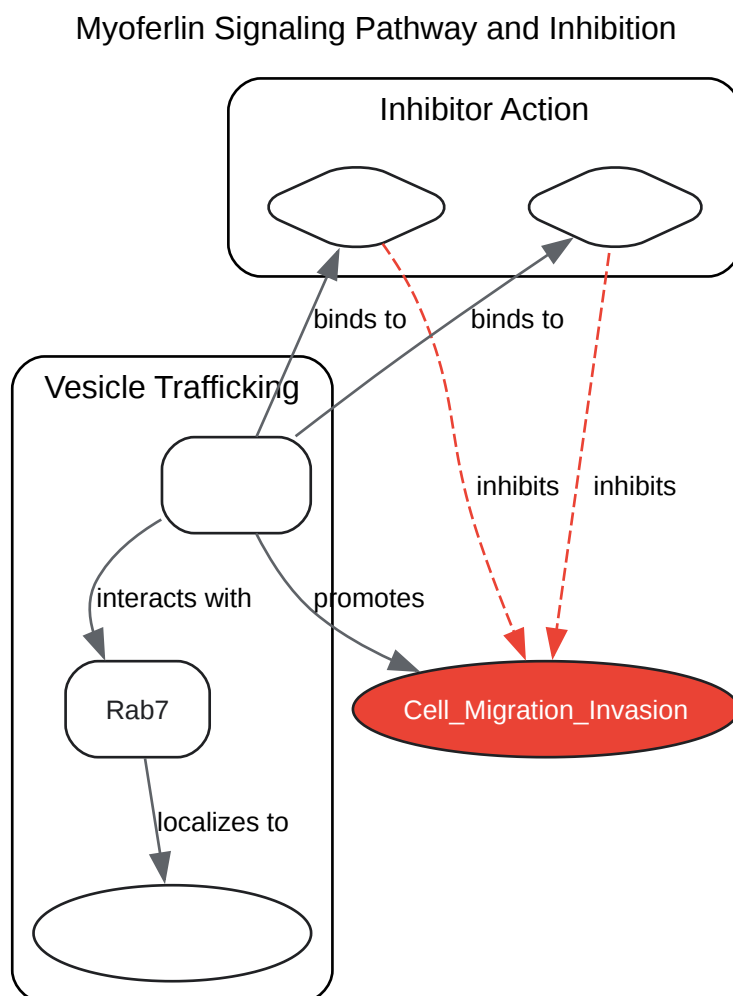 Myoferlin Signaling Pathway and Inhibition
Inhibitor Action
binds to
binds to
Vesicle Trafficking
inhibits
inhibits
interacts with
promotes
Rab7
Cell_Migration_Invasion
localizes to